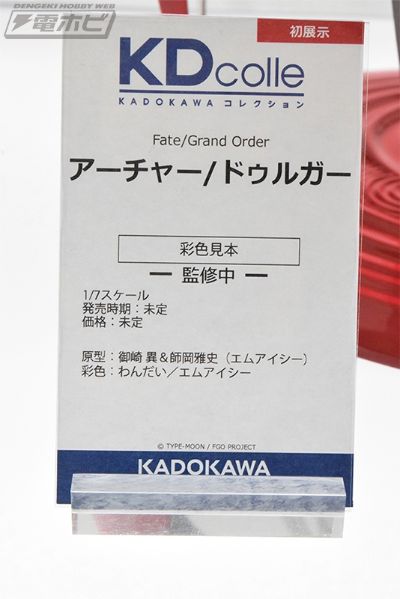 DENGEKI HOBBY WEB
電ホビ
初展示
KDcolle
KADOKAWA コレクション
Fate/Grand Order
アーチャー/ドゥルガー
彩色見本
ー 監修中 ー
1/7スケール
発売時期：未定
価格：未定
原型：御崎 異＆師岡雅史（エムアイシー）
彩色：わんだい／エムアイシー
© TYPE-MOON / FGO PROJECT
KADOKAWA